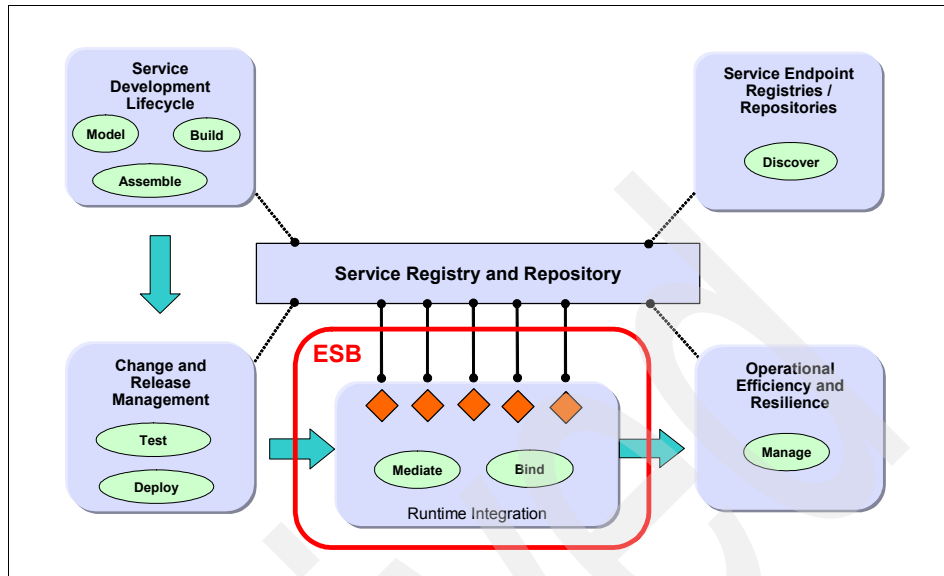 Service
Development
Lifecycle
Model
Build
Assemble
Service Endpoint
Registries /
Repositories
Discover
Service Registry and Repository
Change and
Release
Management
Test
Deploy
ESB
Mediate
Bind
Runtime Integration
Operational
Efficiency and
Resilience
Manage